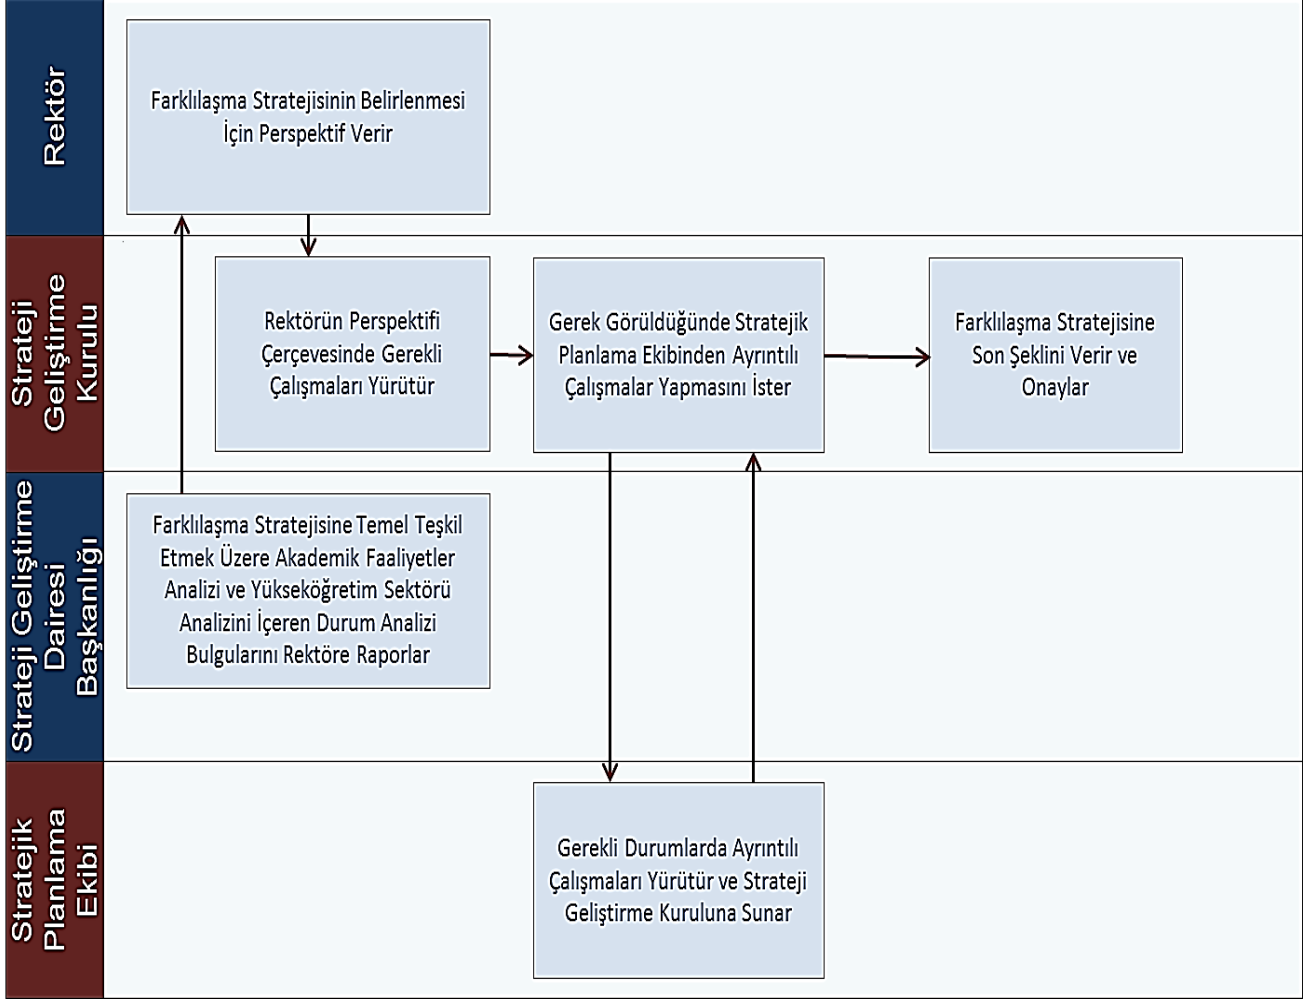 Rektör
Farklılaşma Stratejisinin Belirlenmesi
İçin Perspektif Verir
Strateji
Geliştirme
Kurulu
Rektörün Perspektifi
Çerçevesinde Gerekli
Çalışmaları Yürütür
Gerek Görüldüğünde Stratejik
Planlama Ekibinden Ayrıntılı
Çalışmalar Yapmasını İster
Farklılaşma Stratejisine
Son Şeklini Verir ve
Onaylar
Strateji Geliştirme
Dairesi
Başkanlığı
Farklılaşma Stratejisine Temel Teşkil
Etmek Üzere Akademik Faaliyetler
Analizi ve Yükseköğretim Sektörü
Analizini İçeren Durum Analizi
Bulgularını Rektöre Raporlar
Stratejik
Planlama
Ekibi
Gerekli Durumlarda Ayrıntılı
Çalışmaları Yürütür ve Strateji
Geliştirme Kuruluna Sunar